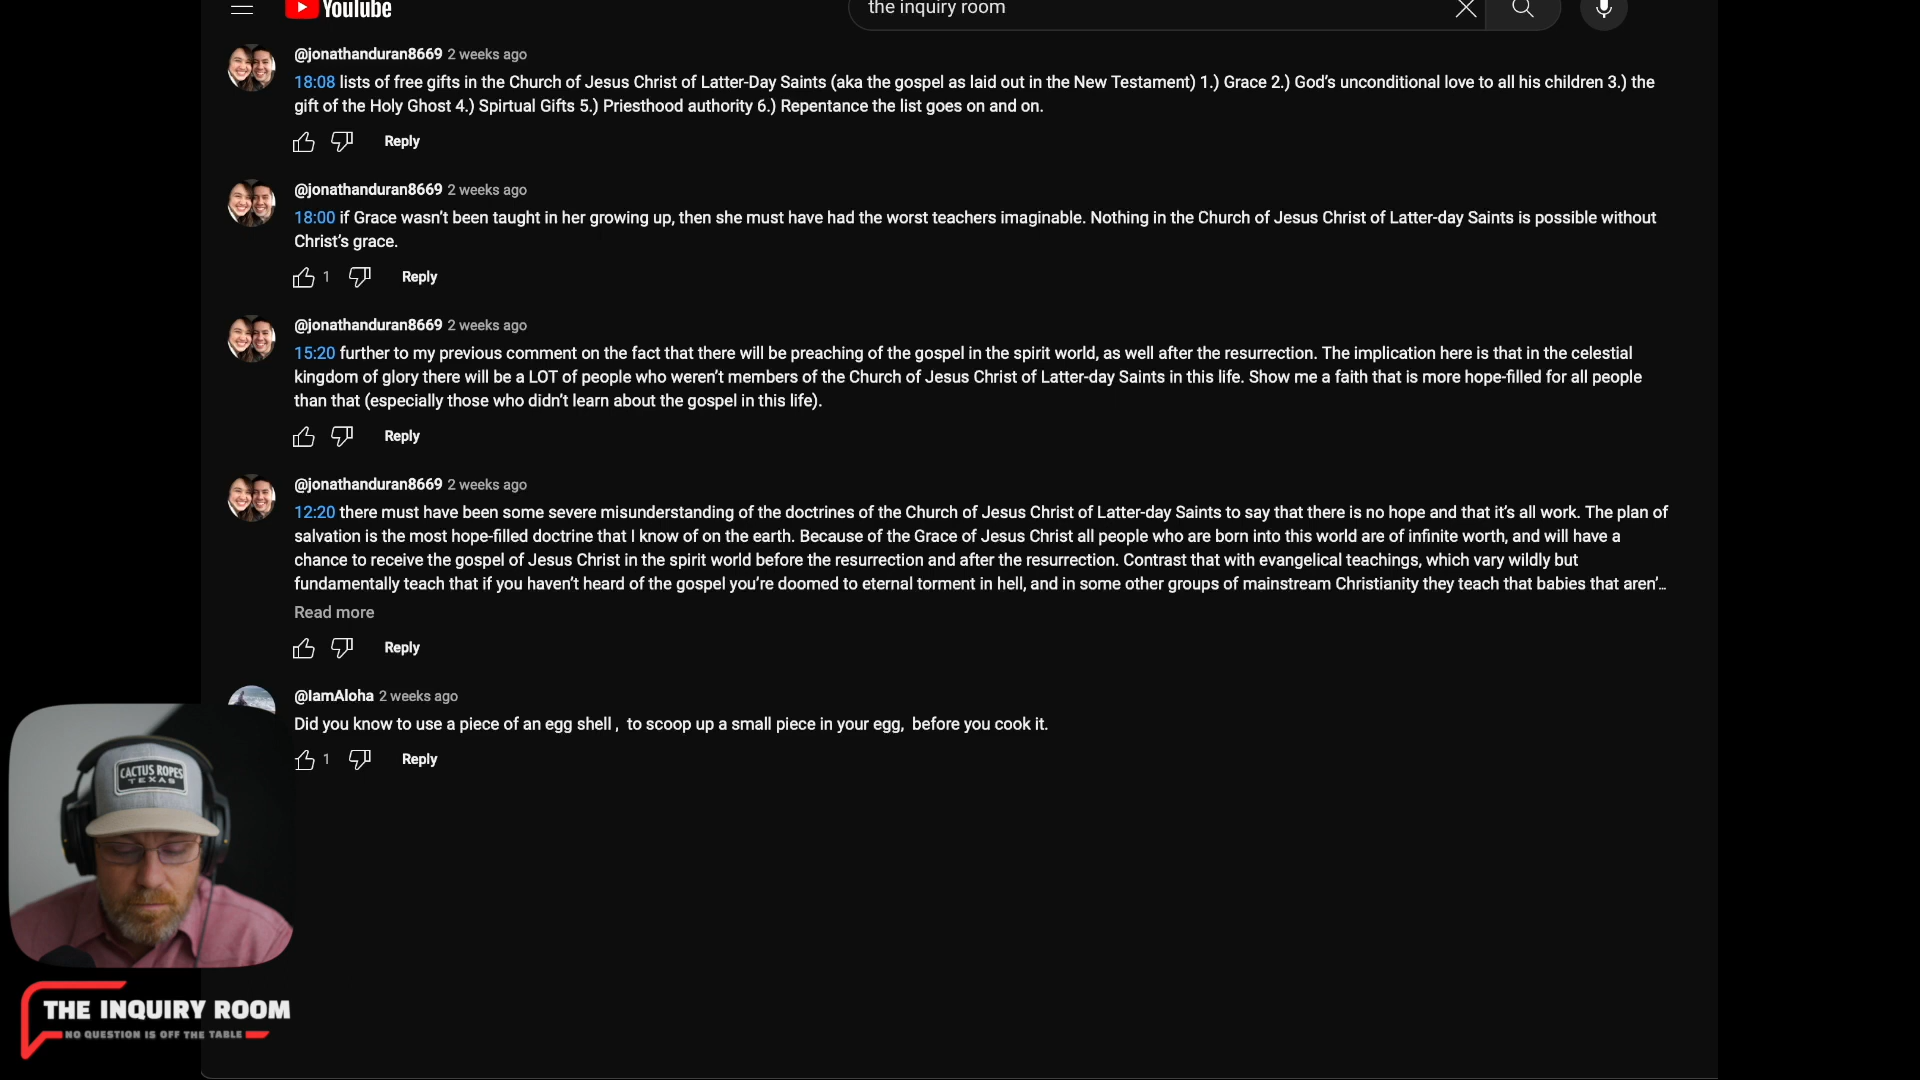 YouTube
the inquiry room
@jonathanduran8669 2 weeks ago
18:08 lists of free gifts in the Church of Jesus Christ of Latter-Day Saints (aka the gospel as laid out in the New Testament) 1.) Grace 2.) God's unconditional love to all his children 3.) the
gift of the Holy Ghost 4.) Spirtual Gifts 5.) Priesthood authority 6.) Repentance the list goes on and on.
Reply
@jonathanduran8669 2 weeks ago
18:00 if Grace wasn't been taught in her growing up, then she must have had the worst teachers imaginable. Nothing in the Church of Jesus Christ of Latter-day Saints is possible without
Christ's grace.
1 Reply
@jonathanduran8669 2 weeks ago
15:20 further to my previous comment on the fact that there will be preaching of the gospel in the spirit world, as well after the resurrection. The implication here is that in the celestial
kingdom of glory there will be a LOT of people who weren't members of the Church of Jesus Christ of Latter-day Saints in this life. Show me a faith that is more hope-filled for all people
than that (especially those who didn't learn about the gospel in this life).
Reply
@jonathanduran8669 2 weeks ago
12:20 there must have been some severe misunderstanding of the doctrines of the Church of Jesus Christ of Latter-day Saints to say that there is no hope and that it's all work. The plan of
salvation is the most hope-filled doctrine that I know of on the earth. Because of the Grace of Jesus Christ all people who are born into this world are of infinite worth, and will have a
chance to receive the gospel of Jesus Christ in the spirit world before the resurrection and after the resurrection. Contrast that with evangelical teachings, which vary wildly but
fundamentally teach that if you haven't heard of the gospel you're doomed to eternal torment in hell, and in some other groups of mainstream Christianity they teach that babies that aren'...
Read more
Reply
@IamAloha 2 weeks ago
Did you know to use a piece of an egg shell , to scoop up a small piece in your egg, before you cook it.
1 Reply
CACTUS ROPES
TEXAS
THE INQUIRY ROOM
NO QUESTION IS OFF THE TABLE